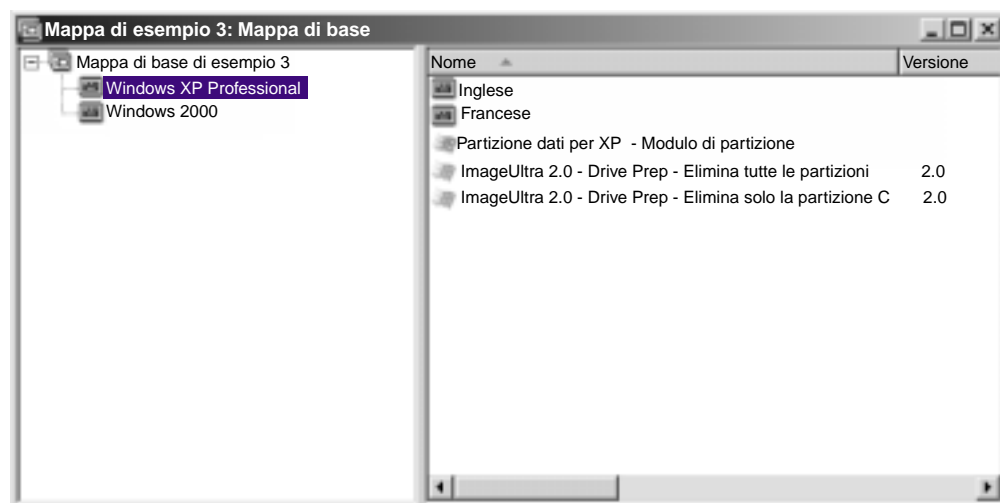 Mappa di esempio 3: Mappa di base
Mappa di base di esempio 3
Windows XP Professional
Windows 2000
Nome Versione
Inglese
Francese
Partizione dati per XP - Modulo di partizione
ImageUltra 2.0 - Drive Prep - Elimina tutte le partizioni 2.0
ImageUltra 2.0 - Drive Prep - Elimina solo la partizione C 2.0